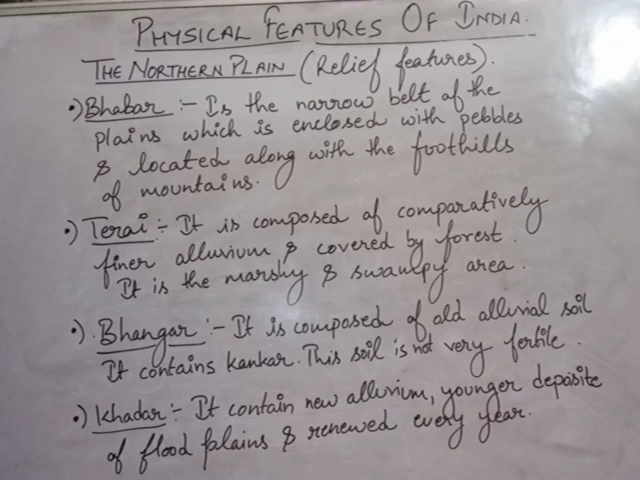 PHYSICAL FEATURES OF INDIA.
THE NORTHERN PLAIN (Relief features).
•) Bhabar :- Is the narrow belt of the
plains which is enclosed with pebbles
& located along with the foothills
of mountains.
•) Terai :- It is composed of comparatively
finer alluvium & covered by forest.
It is the marshy & swampy area.
•). Bhangar :- It is composed of old alluvial soil
It contains kankar. This soil is not very fertile.
•) Khadar :- It contain new alluvium, younger deposite
of flood plains & renewed every year.